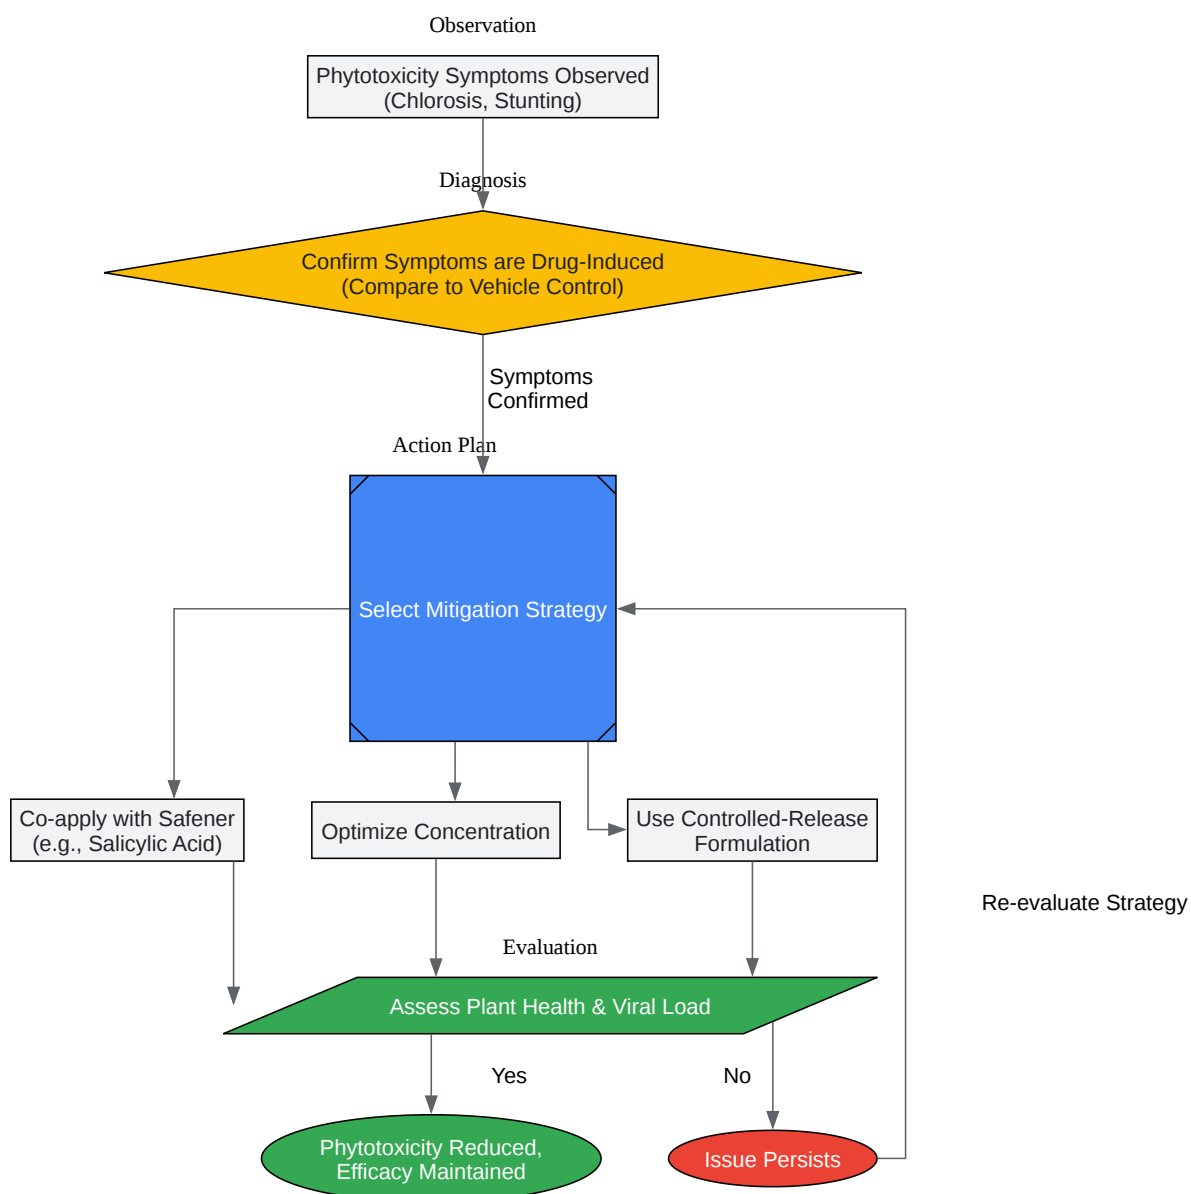 Observation
Phytotoxicity Symptoms Observed
(Chlorosis, Stunting)
Diagnosis
Confirm Symptoms are Drug-Induced
(Compare to Vehicle Control)
Symptoms
Confirmed
Action Plan
Select Mitigation Strategy
Co-apply with Safener
(e.g., Salicylic Acid)
Optimize Concentration
Use Controlled-Release
Formulation
Re-evaluate Strategy
Evaluation
Assess Plant Health & Viral Load
Yes
No
Phytotoxicity Reduced,
Efficacy Maintained
Issue Persists